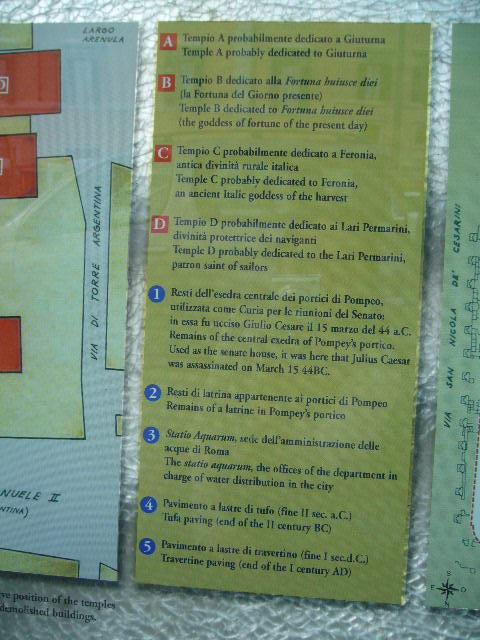 LARGO
ARENULA
VIA DI TORRE ANTINA
A Tempio A probabilmente dedicato a Giuturna
Temple A probably dedicated to Giuturna
B Tempio B dedicato alla Fortuna huiusce diei
(la Fortuna del Giorno presente)
Temple B dedicated to Fortuna huiusce diei
(the goddess of fortune of the present day)
C Tempio C probabilmente dedicato a Feronia,
antica divinità rurale italica
Temple C probably dedicated to Feronia,
an ancient Italic goddess of the harvest
D Tempio D probabilmente dedicato ai Lari Permarini,
divinità protettrice dei naviganti
Temple D probably dedicated to the Lari Permarini,
patron saint of sailors
1 Resti dell'esedra centrale dei portici di Pompeo,
utilizzata come Curia per le riunioni del Senato:
in essa fu ucciso Giulio Cesare il 15 marzo del 44 a.C.
Remains of the central exedra of Pompey's portico.
Used as the senate house, it was here that Julius Caesar
was assassinated on March 15 44BC.
2 Resti di latrina appartenente ai portici di Pompeo
Remains of a latrine in Pompey's portico
3 Statio Aquarum, sede dell'amministrazione delle
acque di Roma
The statio aquarum, the offices of the department in
charge of water distribution in the city
4 Pavimento a lastre di tufo (fine II sec. a.C.)
Tufa paving (end of the II century BC)
5 Pavimento a lastre di travertino (fine I sec.d.C.)
Travertine paving (end of the I century AD)
VIA SAN NICOLA DE' CESARINI
NUELE II
NTINA)
ve position of the temples
demolished buildings.